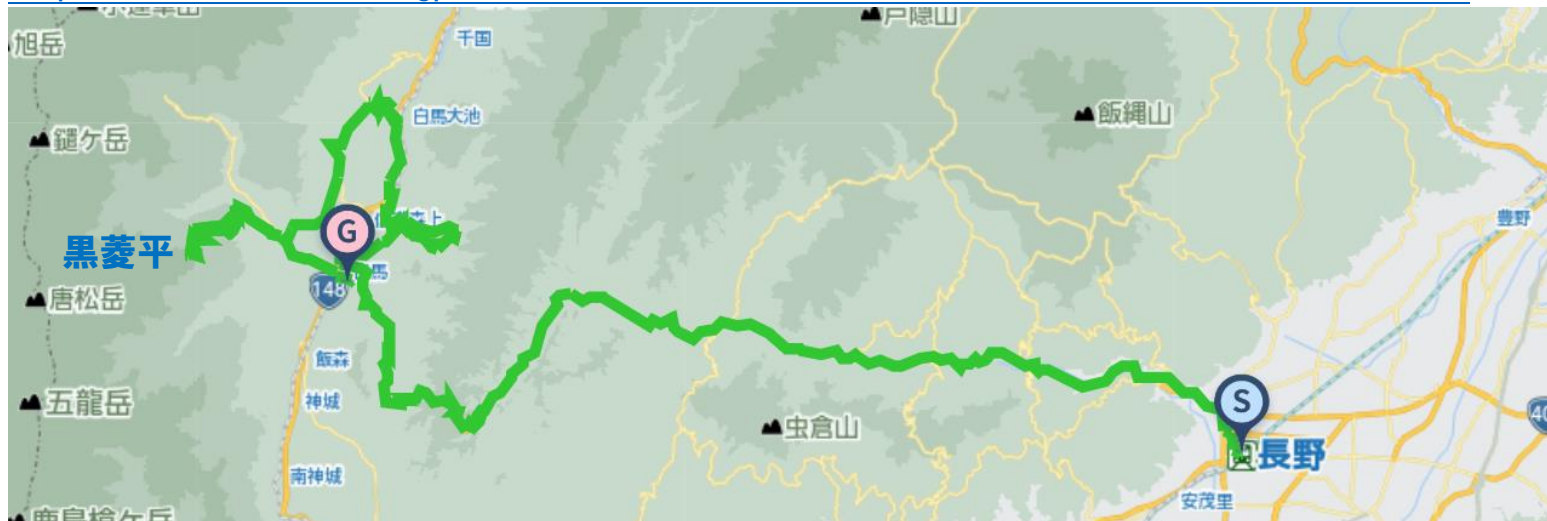 戸隠山
旭岳
千国
白馬大池
飯縄山
鑓ケ岳
豊野
G
黒菱平
148
唐松岳
飯森
五龍岳
神城
S
虫倉山
長野
南神城
安茂里